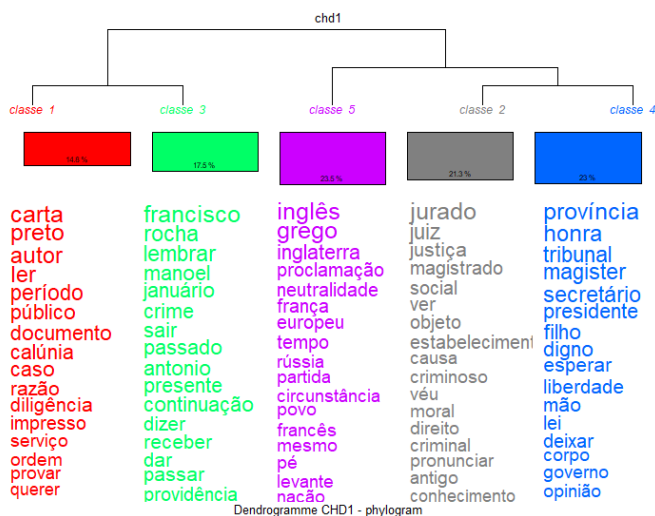 chd1
classe 1
classe 3
classe 5
classe 2
classe 4
14.6 %
17.5 %
23.5 %
21.3 %
23 %
carta
preto
autor
ler
período
público
documento
calúnia
caso
razão
diligência
impresso
serviço
ordem
provar
querer
francisco
rocha
lembrar
manoel
januário
crime
sair
passado
antonio
presente
continuação
dizer
receber
dar
passar
providência
inglês
grego
inglaterra
proclamação
neutralidade
frança
europeu
tempo
rússia
partida
circunstância
povo
francês
mesmo
pé
levante
nação
jurado
juiz
justiça
magistrado
social
ver
objeto
estabeleciment
causa
criminoso
véu
moral
direito
criminal
pronunciar
antigo
conhecimento
província
honra
tribunal
magister
secretário
presidente
filho
digno
esperar
liberdade
mão
lei
deixar
corpo
governo
opinião
Dendrogramme CHD1 - phylogram